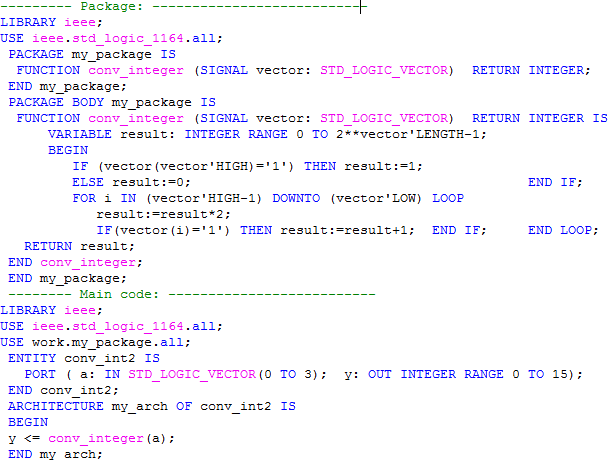 --------- Package: ----------------------------
LIBRARY ieee;
USE ieee.std_logic_1164.all;
PACKAGE my_package IS
FUNCTION conv_integer (SIGNAL vector: STD_LOGIC_VECTOR)  RETURN INTEGER;
END my_package;
PACKAGE BODY my_package IS
FUNCTION conv_integer (SIGNAL vector: STD_LOGIC_VECTOR)  RETURN INTEGER IS
VARIABLE result: INTEGER RANGE 0 TO 2**vector'LENGTH-1;
BEGIN
IF (vector(vector'HIGH)='1') THEN result:=1;
ELSE result:=0; END IF;
FOR i IN (vector'HIGH-1) DOWNTO (vector'LOW) LOOP
result:=result*2;
IF(vector(i)='1') THEN result:=result+1;  END IF; END LOOP;
RETURN result;
END conv_integer;
END my_package;
-------- Main code: --------------------------
LIBRARY ieee;
USE ieee.std_logic_1164.all;
USE work.my_package.all;
ENTITY conv_int2 IS
PORT ( a: IN STD_LOGIC_VECTOR(0 TO 3);  y: OUT INTEGER RANGE 0 TO 15);
END conv_int2;
ARCHITECTURE my_arch OF conv_int2 IS
BEGIN
y <= conv_integer(a);
END my_arch;